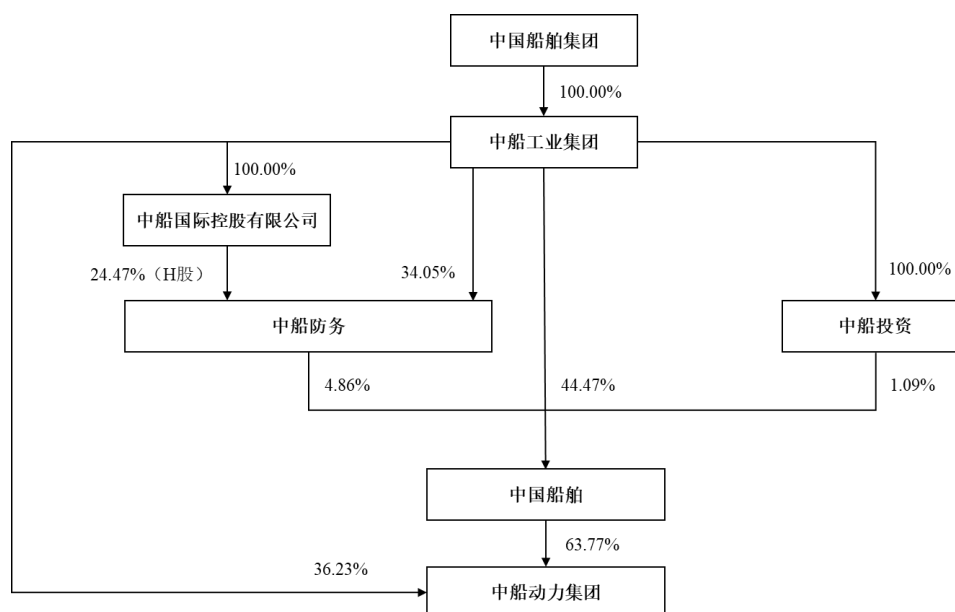 中国船舶集团
100.00%
中船工业集团
100.00%
中船国际控股有限公司
24.47%（H股）
34.05%
100.00%
中船防务
中船投资
4.86%
44.47%
1.09%
中国船舶
63.77%
36.23%
中船动力集团